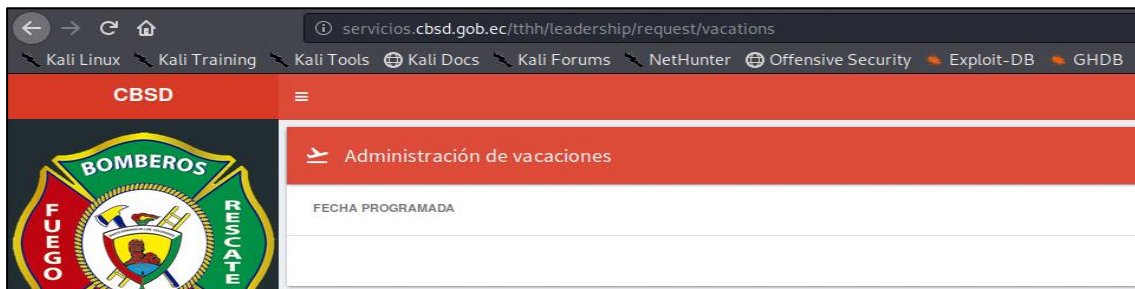 servicios.cbsd.gob.ec/tthh/leadership/request/vacations
Kali Linux Kali Training Kali Tools Kali Docs Kali Forums NetHunter Offensive Security Exploit-DB GHDB
CBSD
Administración de vacaciones
BOMBEROS
FUEGO
RESCATE
FECHA PROGRAMADA